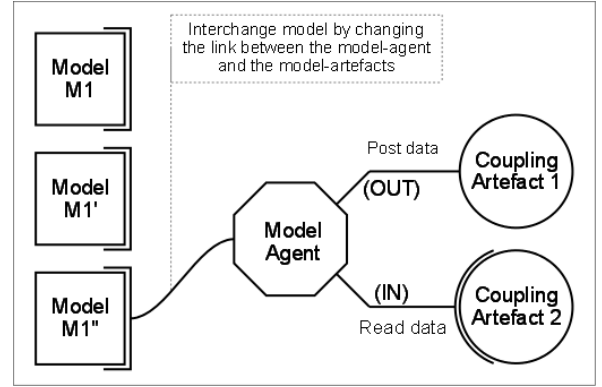 Interchange model by changing
the link between the model-agent
and the model-artefacts
Model
M1
Model
M1'
Model
M1"
Model
Agent
Post data
(OUT)
(IN)
Read data
Coupling
Artefact 1
Coupling
Artefact 2